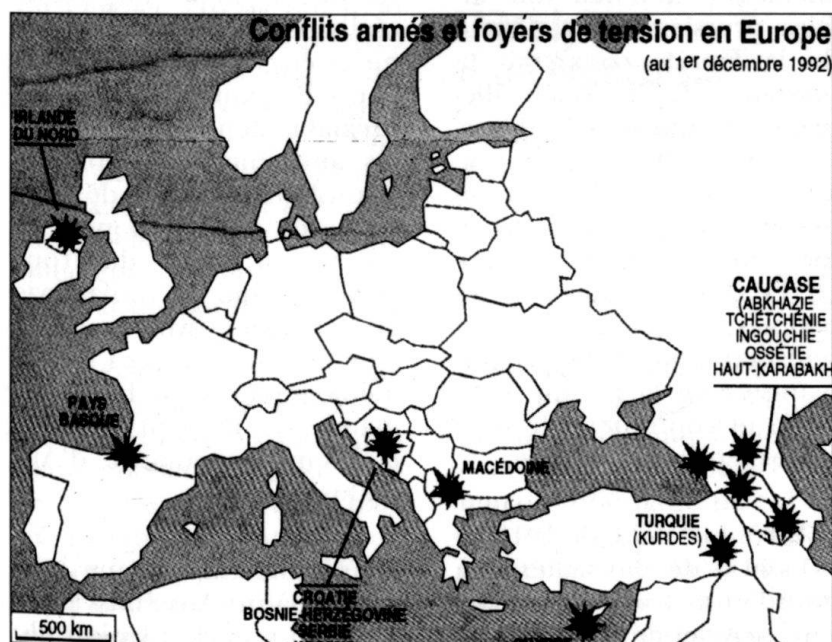 Conflits armés et foyers de tension en Europe
(au 1er décembre 1992)
IRLANDE
DU NORD
CAUCASE
(ABKHAZIE
TCHÉTCHÉNIE
INGOUCHIE
OSSÉTIE
HAUT-KARABAKH
PAYS
BASQUE
MACÉDOINE
TURQUIE
(KURDES)
CROATIE
BOSNIE-HERZÉGOVINE
SERBIE
500 km